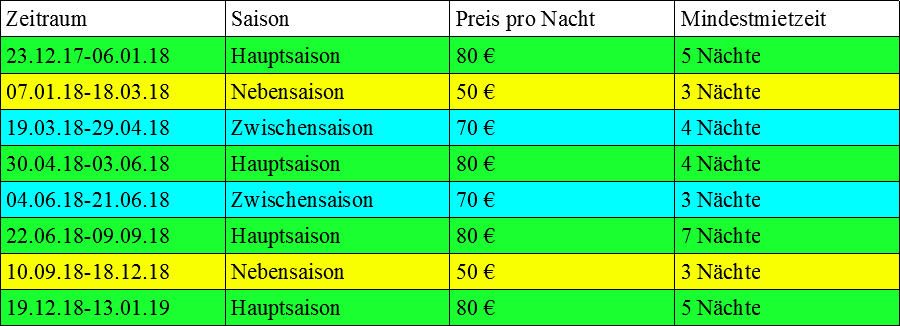 Zeitraum Saison Preis pro Nacht Mindestmietzeit
23.12.17-06.01.18 Hauptsaison 80 € 5 Nächte
07.01.18-18.03.18 Nebensaison 50 € 3 Nächte
19.03.18-29.04.18 Zwischensaison 70 € 4 Nächte
30.04.18-03.06.18 Hauptsaison 80 € 4 Nächte
04.06.18-21.06.18 Zwischensaison 70 € 3 Nächte
22.06.18-09.09.18 Hauptsaison 80 € 7 Nächte
10.09.18-18.12.18 Nebensaison 50 € 3 Nächte
19.12.18-13.01.19 Hauptsaison 80 € 5 Nächte